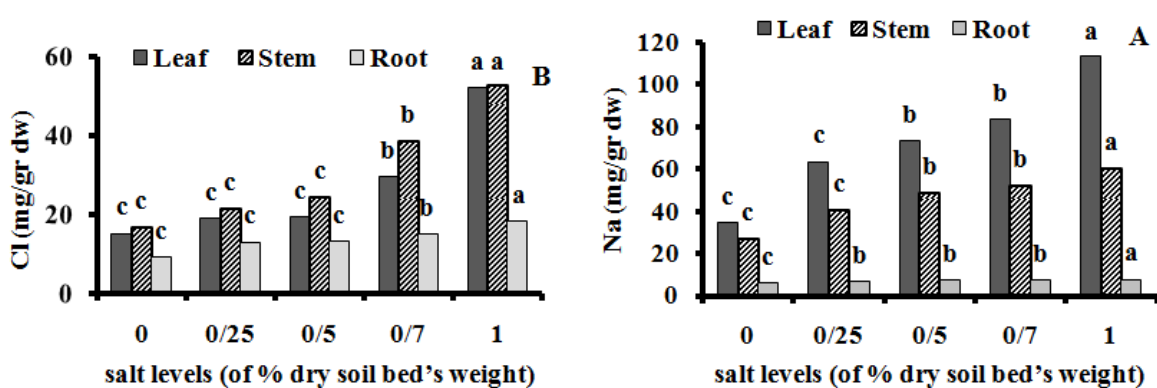 Leaf Stem Root
B
Cl (mg/gr dw)
60
40
20
0
c c c
c c c
c c c
b b b
a a a
0 0/25 0/5 0/7 1
salt levels (of % dry soil bed's weight)
Leaf Stem Root
A
Na (mg/gr dw)
120
100
80
60
40
20
0
c c c
c c b
b b b
b b b
a a a
0 0/25 0/5 0/7 1
salt levels (of % dry soil bed's weight)